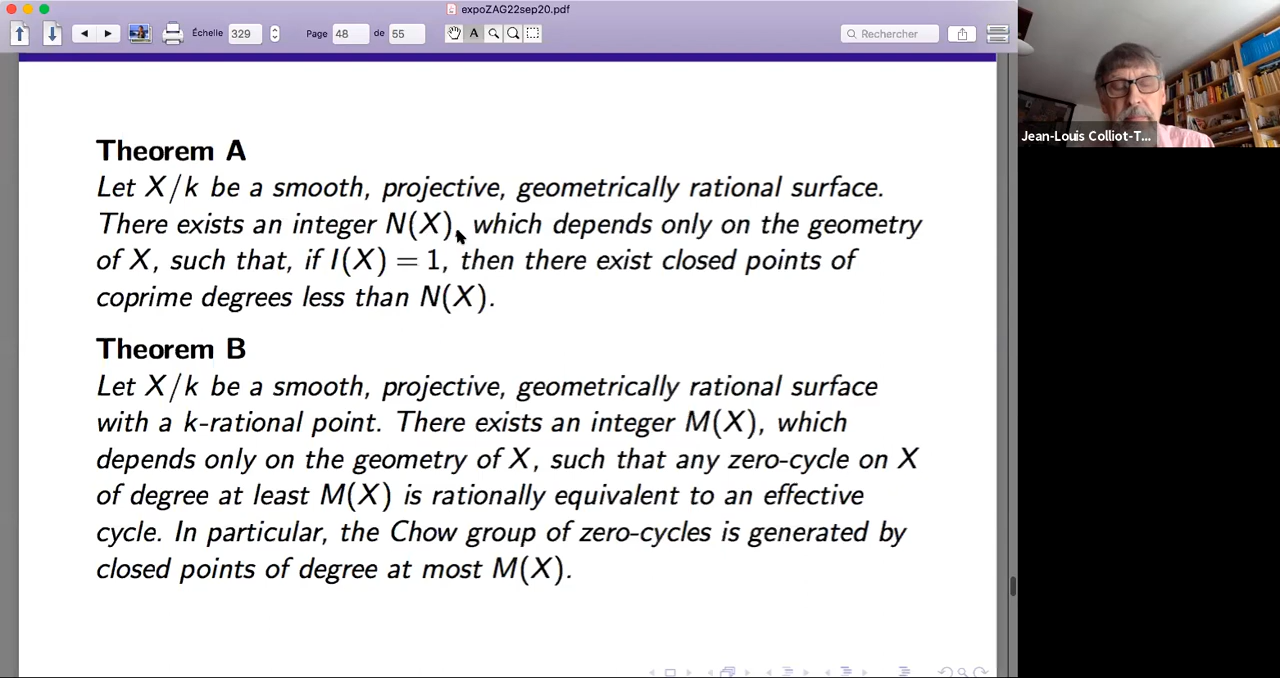 expoZAG22sep20.pdf
Échelle 329 Page 48 de 55 A Rechercher
Theorem A
Let X/k be a smooth, projective, geometrically rational surface.
There exists an integer N(X), which depends only on the geometry
of X, such that, if I(X) = 1, then there exist closed points of
coprime degrees less than N(X).
Theorem B
Let X/k be a smooth, projective, geometrically rational surface
with a k-rational point. There exists an integer M(X), which
depends only on the geometry of X, such that any zero-cycle on X
of degree at least M(X) is rationally equivalent to an effective
cycle. In particular, the Chow group of zero-cycles is generated by
closed points of degree at most M(X).
Jean-Louis Colliot-T...